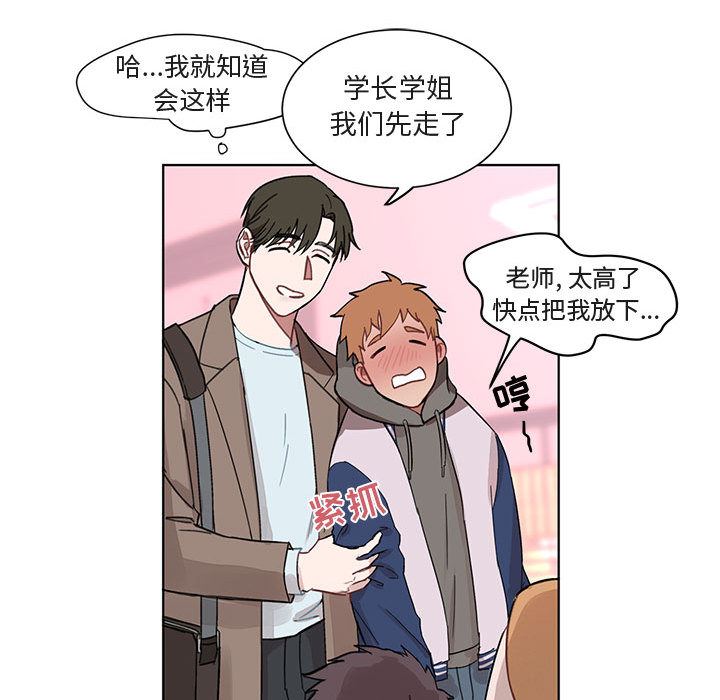 哈...我就知道
会这样
学长学姐
我们先走了
老师, 太高了
快点把我放下...
哼~
紧抓